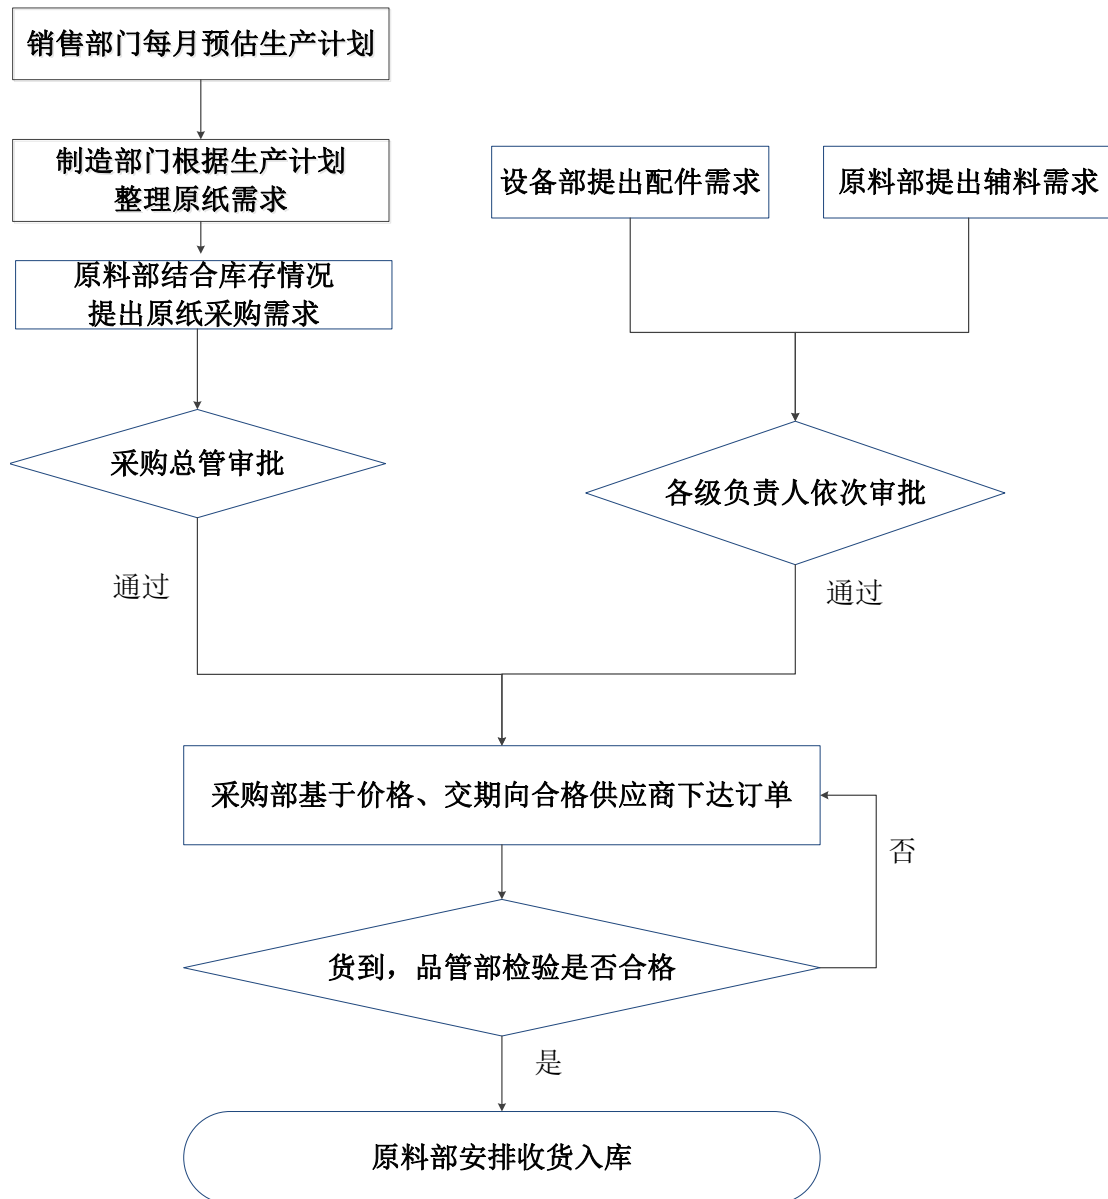 销售部门每月预估生产计划
制造部门根据生产计划
整理原纸需求
设备部提出配件需求
原料部提出辅料需求
原料部结合库存情况
提出原纸采购需求
采购总管审批
各级负责人依次审批
通过
通过
采购部基于价格、交期向合格供应商下达订单
否
货到，品管部检验是否合格
是
原料部安排收货入库